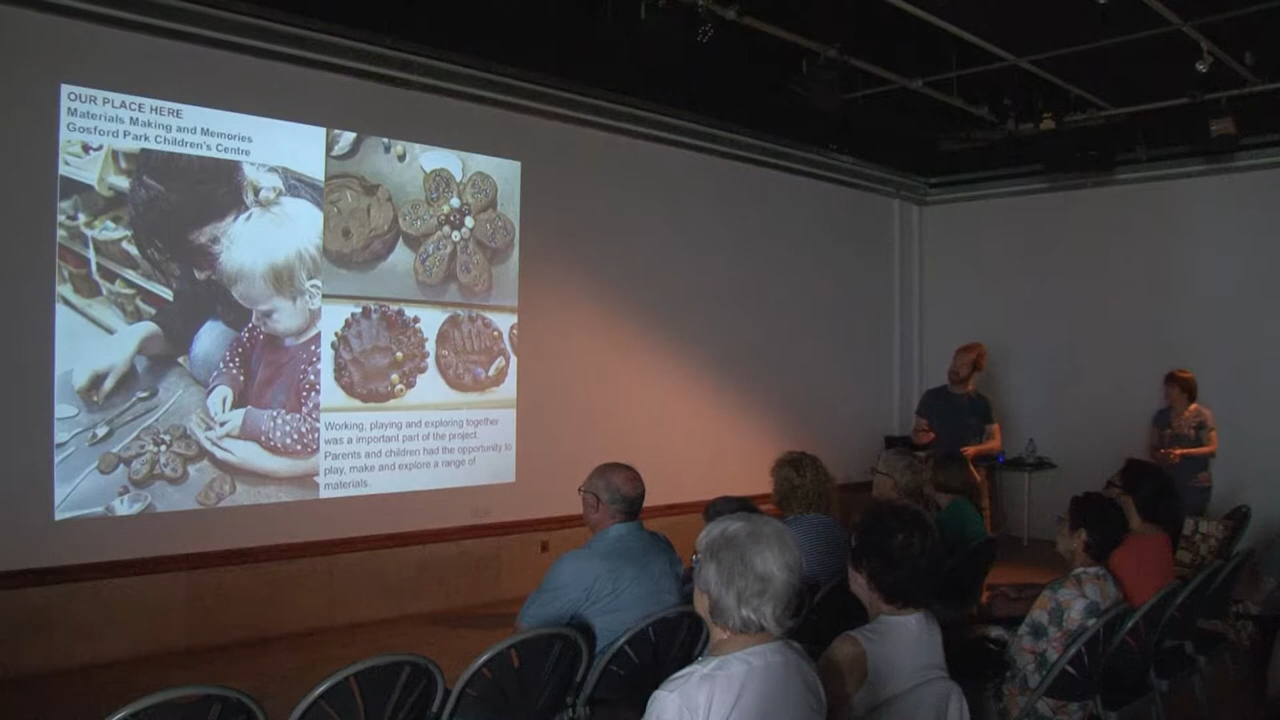 OUR PLACE HERE
Materials Making and Memories
Gosford Park Children's Centre
Working, playing and exploring together
was a important part of the project.
Parents and children had the opportunity to
play, make and explore a range of
materials.